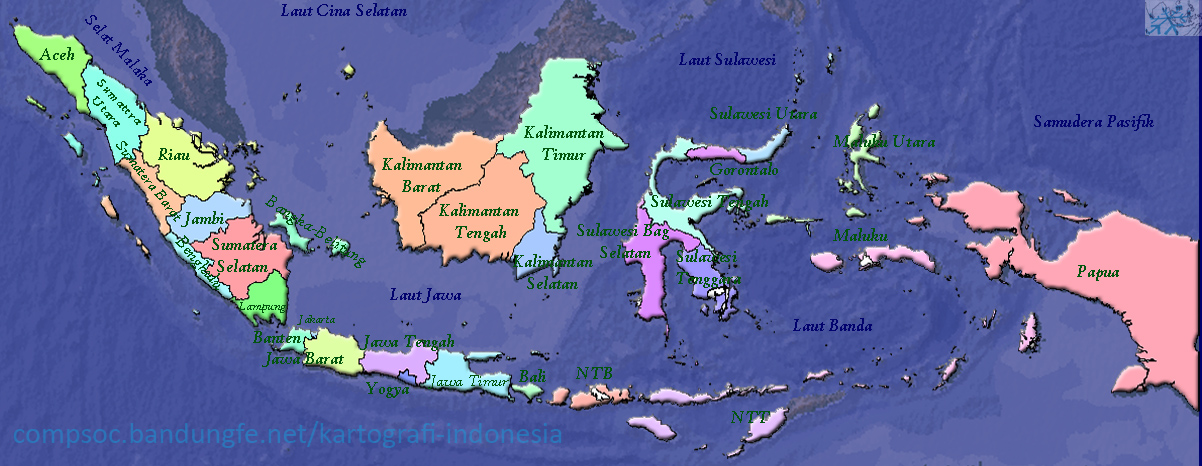 Laut Cina Selatan
Selat Malaka
Aceh
Laut Sulawesi
Sumatera
Utara
Sulawesi Utara
Samudera Pasifik
Kalimantan
Timur
Maluku Utara
Riau
Kalimantan
Barat
Gorontalo
Sumatera Barat
Jambi
Bangka-Belitung
Kalimantan
Tengah
Sulawesi Tengah
Sulawesi Bag
Selatan
Maluku
Sumatera
Selatan
Bengkulu
Kalimantan
Selatan
Sulawesi
Tenggara
Papua
Laut Jawa
Lampung
Jakarta
Laut Banda
Banten
Jawa Barat
Jawa Tengah
Yogya
Jawa Timur
Bali
NTB
NTT
compsoc.bandungfe.net/kartografi-indonesia